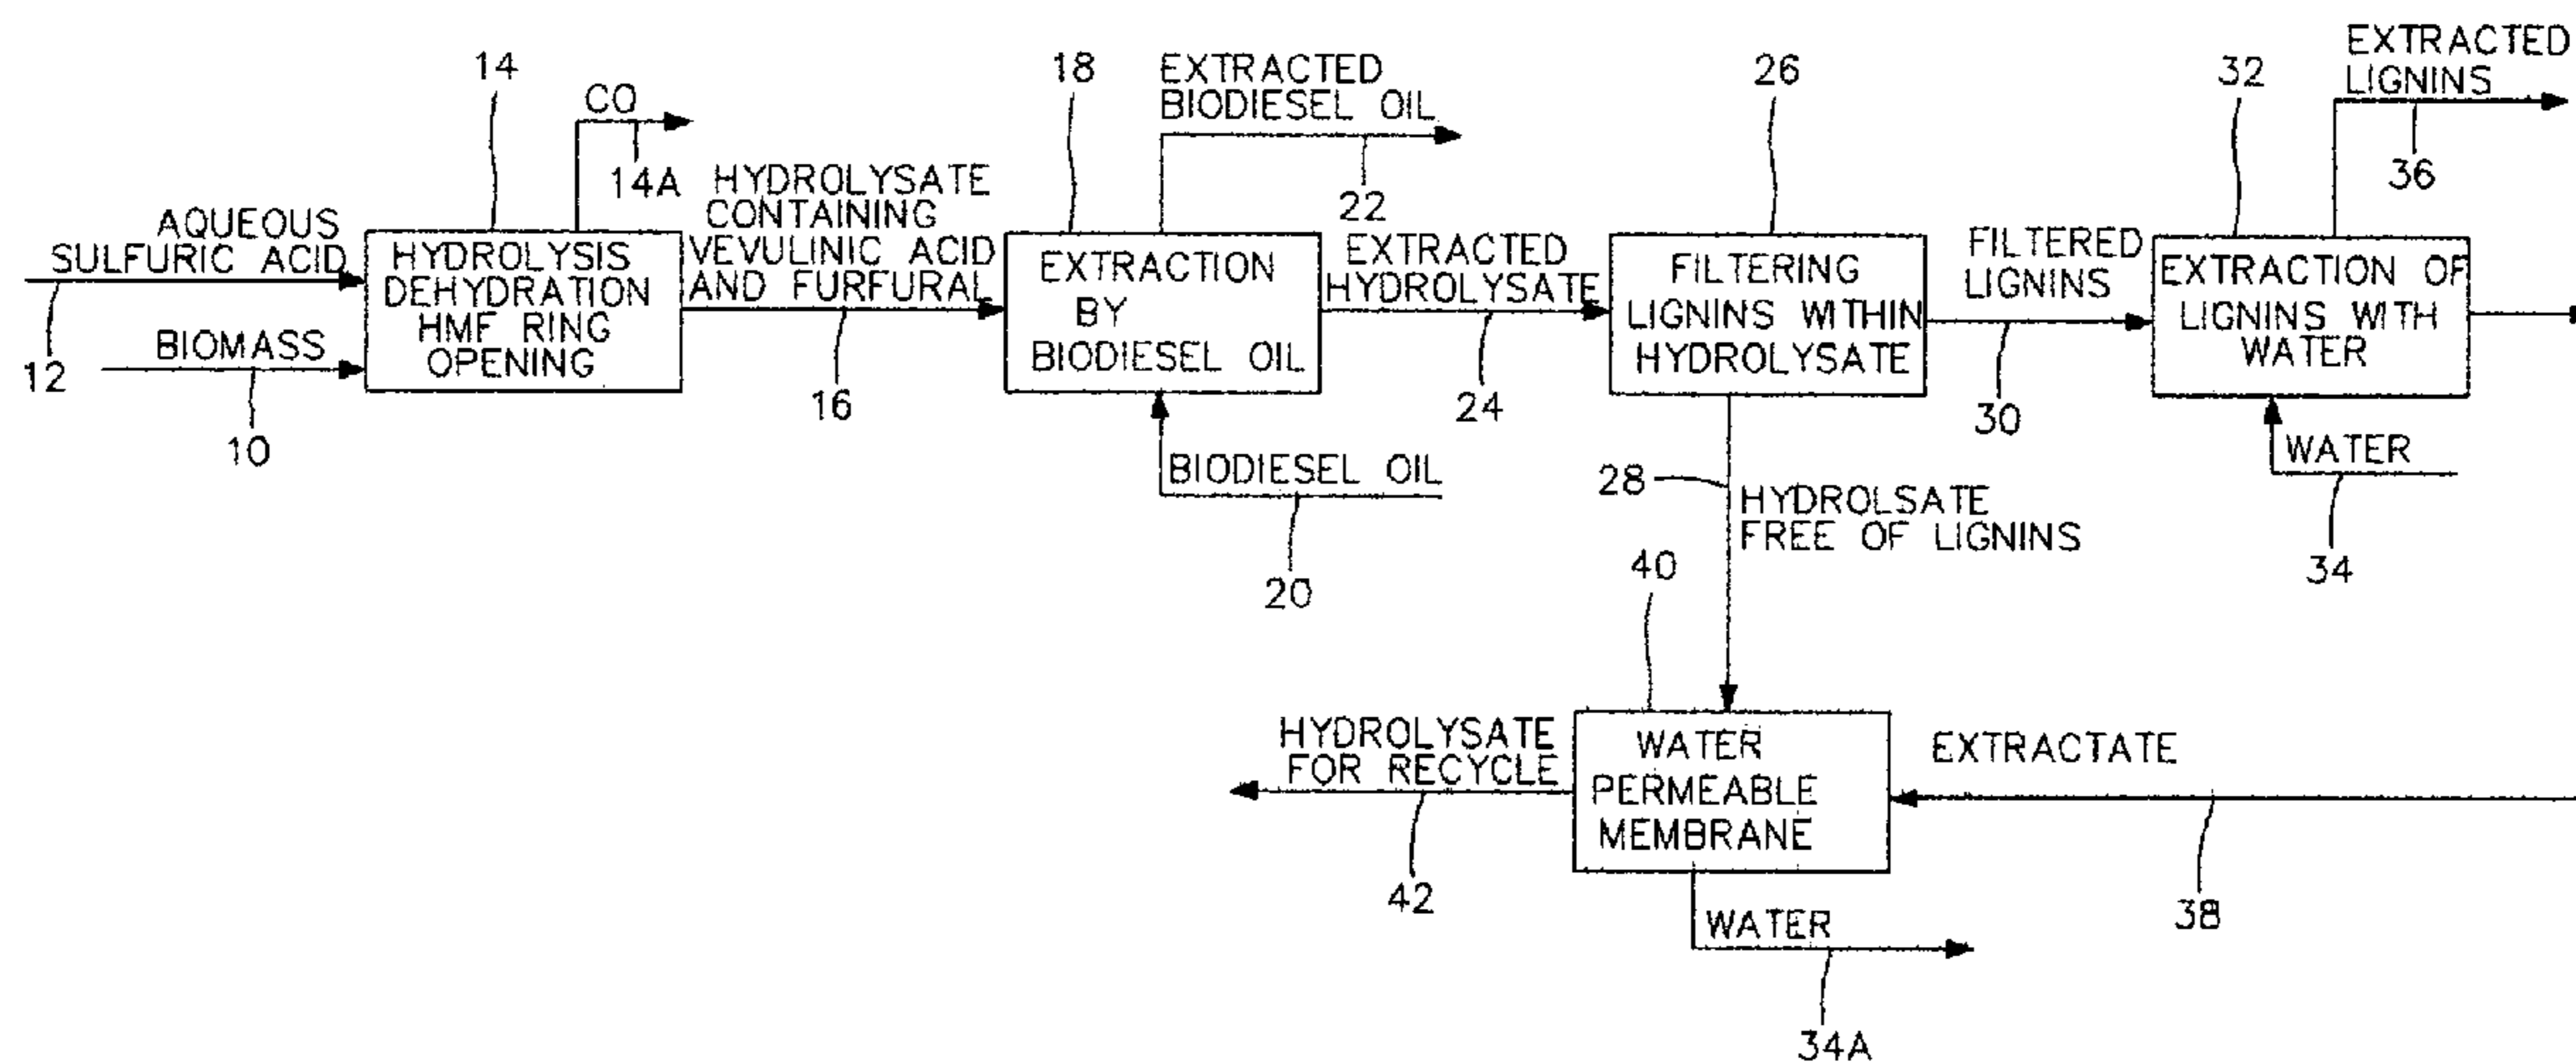 14
CO
14A
AQUEOUS
SULFURIC ACID
12
BIOMASS
10
HYDROLYSIS
DEHYDRATION
HMF RING
OPENING
HYDROLYSATE
CONTAINING
VEVULINIC ACID
AND FURFURAL
16
18
EXTRACTED
BIODIESEL OIL
22
EXTRACTION
BY
BIODIESEL OIL
BIODIESEL OIL
20
EXTRACTED
HYDROLYSATE
24
26
FILTERING
LIGNINS WITHIN
HYDROLYSATE
28
HYDROLSATE
FREE OF LIGNINS
FILTERED
LIGNINS
30
32
EXTRACTED
LIGNINS
36
EXTRACTION OF
LIGNINS WITH
WATER
WATER
34
40
HYDROLYSATE
FOR RECYCLE
42
WATER
PERMEABLE
MEMBRANE
EXTRACTATE
38
WATER
34A